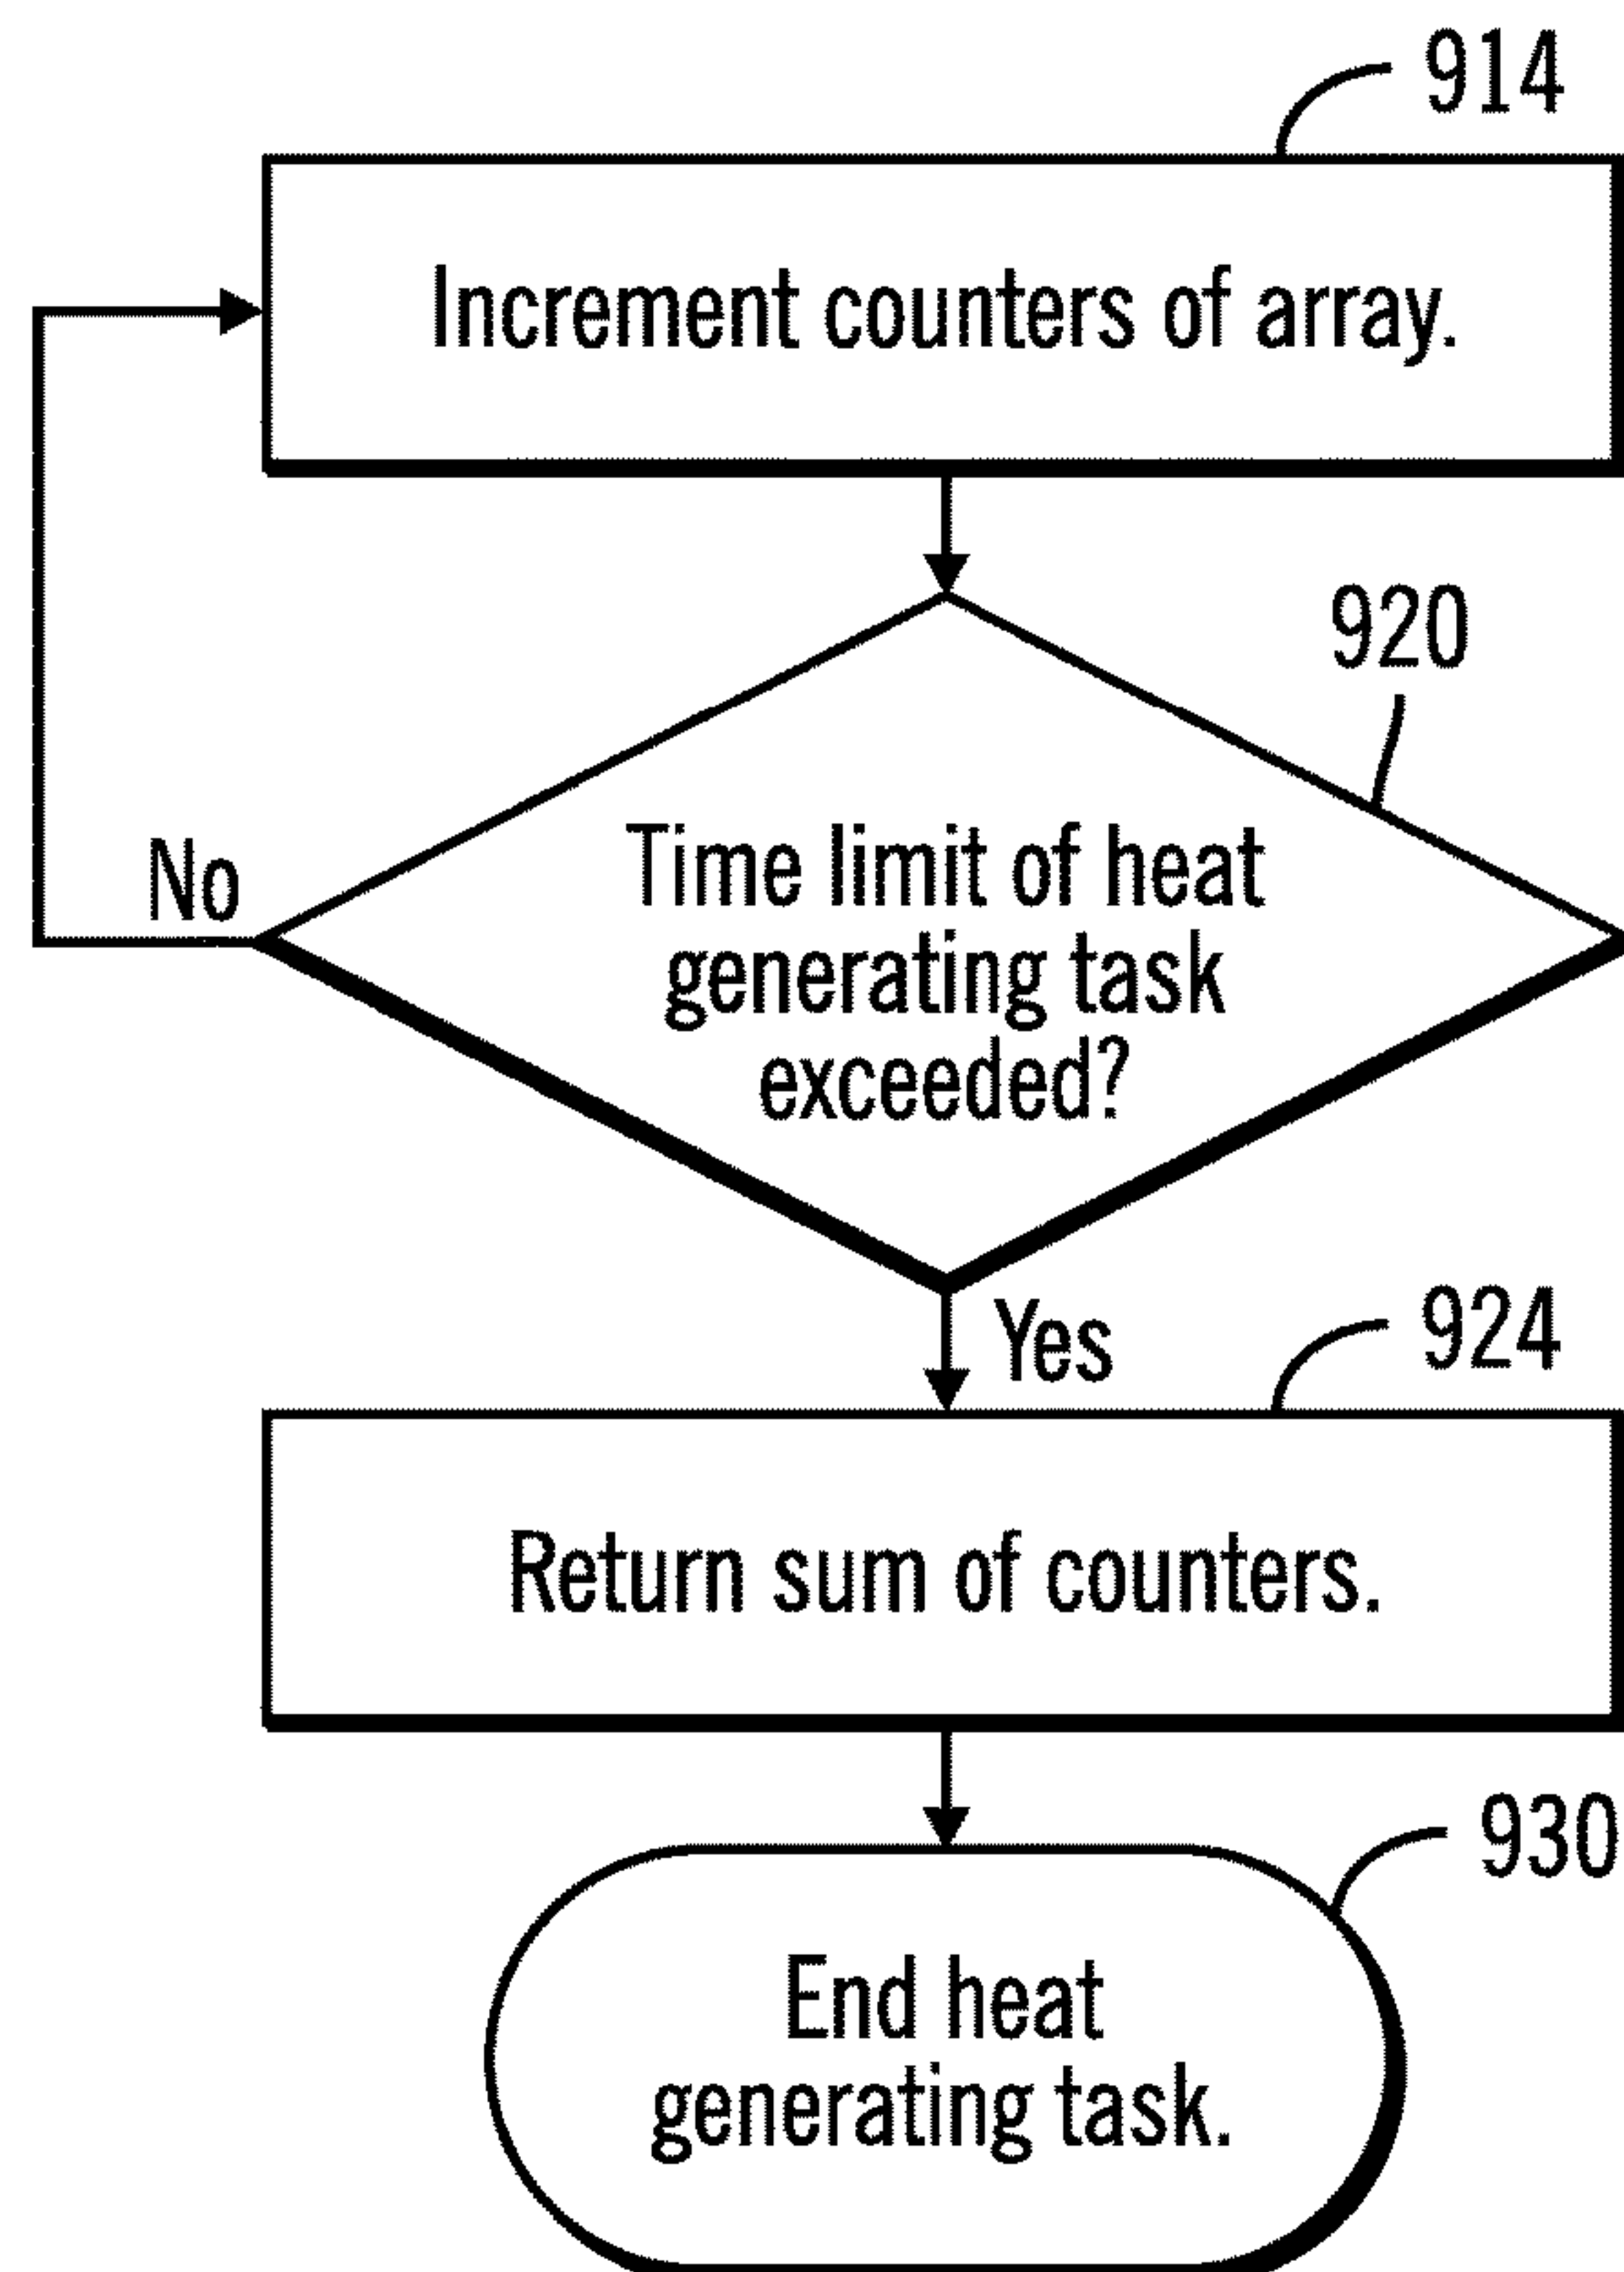 914
Increment counters of array.
920
No
Time limit of heat
generating task
exceeded?
Yes
924
Return sum of counters.
930
End heat
generating task.